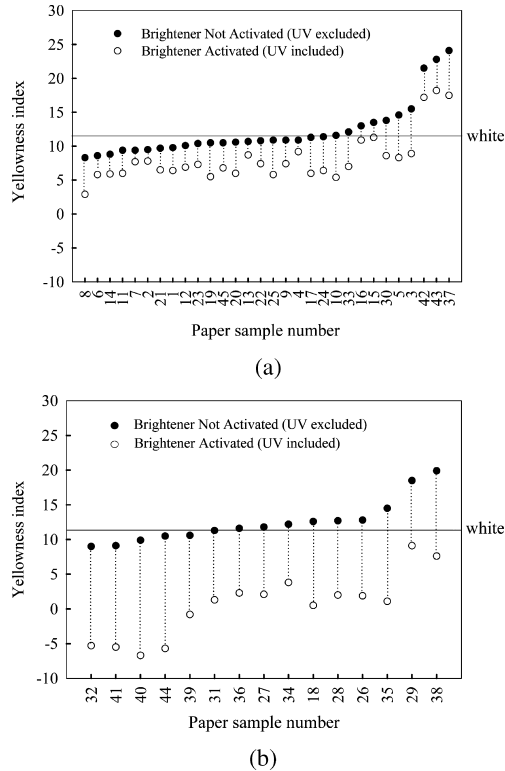 30
25
20
15
10
5
0
-5
-10
Yellowness index
Brightener Not Activated (UV excluded)
Brightener Activated (UV included)
white
8 6 14 11 7 2 21 1 12 23 19 45 20 13 22 25 9 4 17 24 10 33 16 15 30 5 3 42 43 37
Paper sample number
(a)
30
25
20
15
10
5
0
-5
-10
Yellowness index
Brightener Not Activated (UV excluded)
Brightener Activated (UV included)
white
32 41 40 44 39 31 36 27 34 18 28 26 35 29 38
Paper sample number
(b)